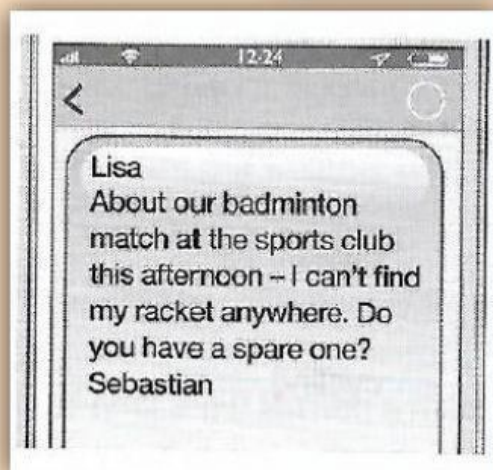 12:24
Lisa
About our badminton
match at the sports club
this afternoon – I can't find
my racket anywhere. Do
you have a spare one?
Sebastian